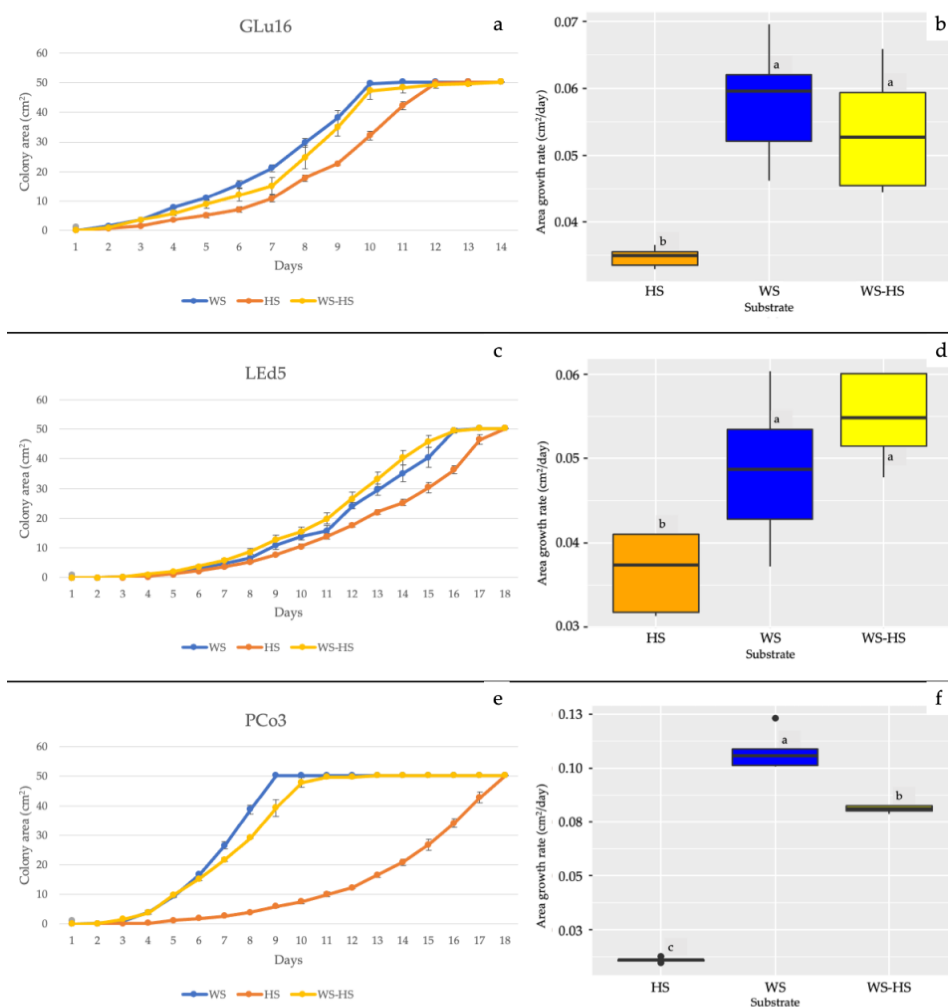 GLu16
a
Colony area (cm²)
60
50
40
30
20
10
0
1 2 3 4 5 6 7 8 9 10 11 12 13 14
Days
WS HS WS-HS
b
Area growth rate (cm²/day)
0.07
0.06
0.05
0.04
b
a
a
HS WS WS-HS
Substrate
LEd5
c
Colony area (cm²)
60
50
40
30
20
10
0
1 2 3 4 5 6 7 8 9 10 11 12 13 14 15 16 17 18
Days
WS HS WS-HS
d
Area growth rate (cm²/day)
0.06
0.05
0.04
0.03
b
a
a
HS WS WS-HS
Substrate
PCo3
e
Colony area (cm²)
60
50
40
30
20
10
0
1 2 3 4 5 6 7 8 9 10 11 12 13 14 15 16 17 18
Days
WS HS WS-HS
f
Area growth rate (cm²/day)
0.13
0.10
0.08
0.05
0.03
c
a
b
HS WS WS-HS
Substrate